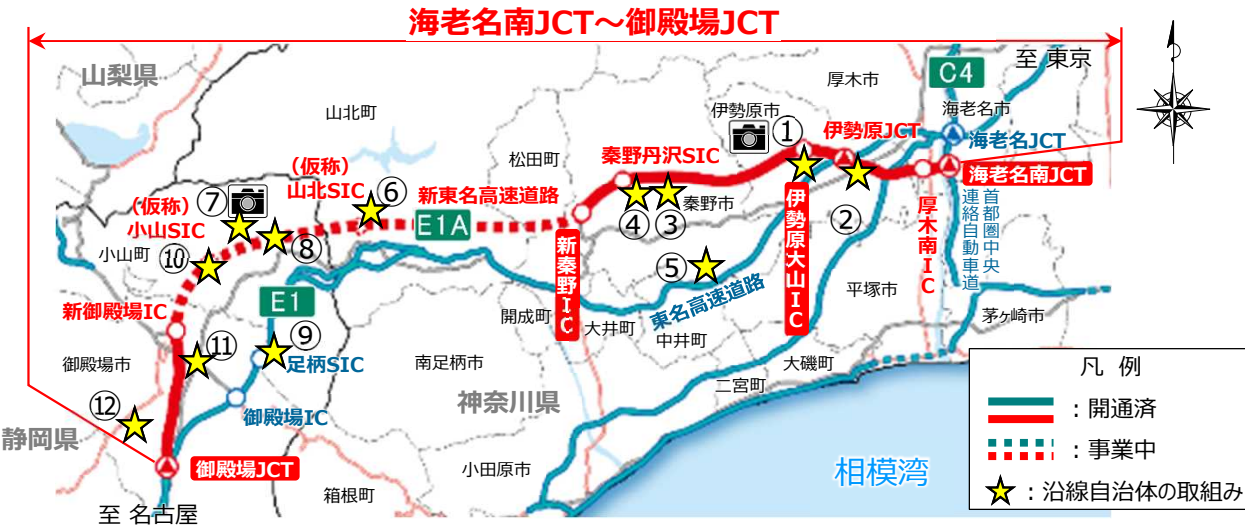 海老名南JCT～御殿場JCT
山梨県
山北町
厚木市
C4
至 東京
海老名市
伊勢原市
①
伊勢原JCT
海老名JCT
松田町
秦野丹沢SIC
（仮称）
山北SIC
⑥
新東名高速道路
海老名南JCT
（仮称）
小山SIC
⑦
⑧
E1A
④
③
秦野市
②
伊勢原大山IC
厚木南IC
首都圏中央
連絡自動車道
小山町
⑩
新秦野IC
⑤
東名高速道路
平塚市
新御殿場IC
E1
開成町
大井町
中井町
茅ヶ崎市
御殿場市
⑪
⑨
足柄SIC
南足柄市
大磯町
二宮町
凡 例
：開通済
：事業中
：沿線自治体の取組み
⑫
御殿場IC
神奈川県
静岡県
御殿場JCT
小田原市
箱根町
相模湾
至 名古屋